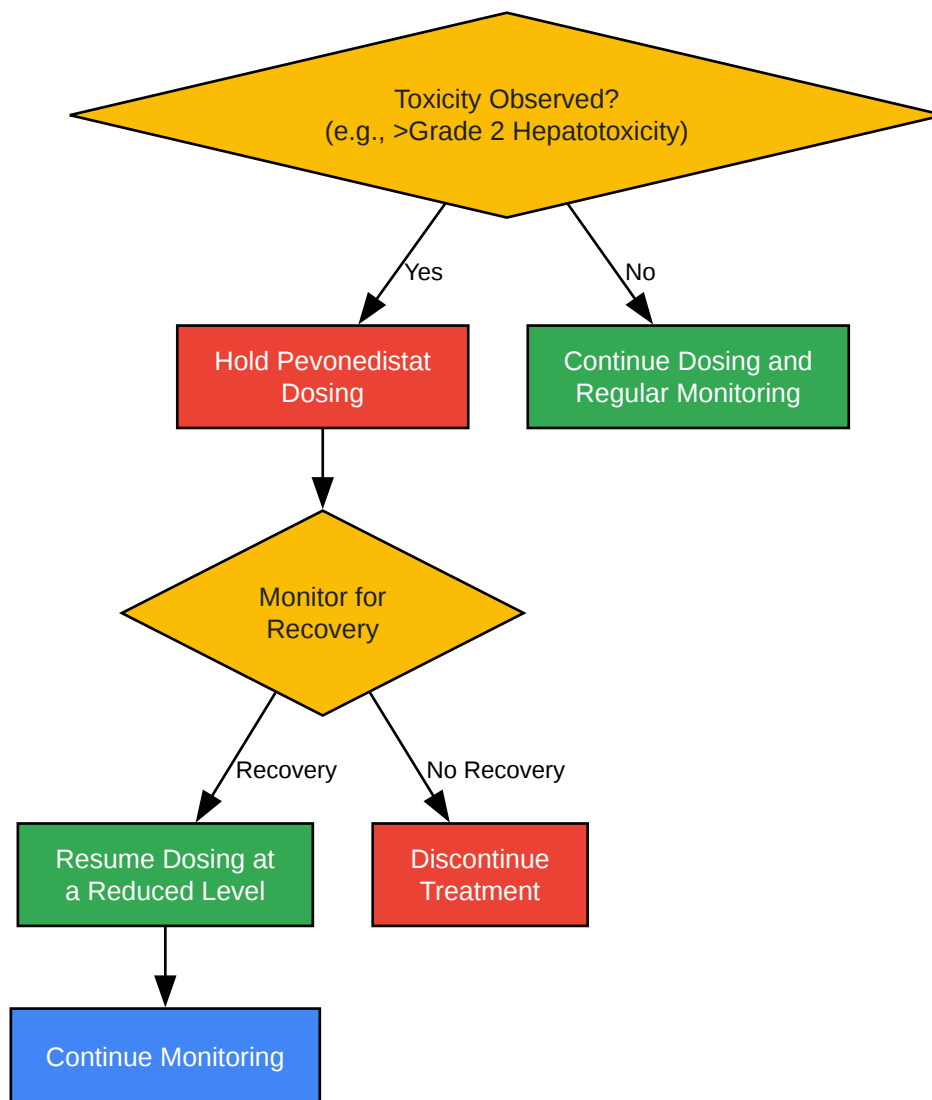 Toxicity Observed?
(e.g., >Grade 2 Hepatotoxicity)
Yes
No
Hold Pevonedistat
Dosing
Continue Dosing and
Regular Monitoring
Monitor for
Recovery
Recovery
No Recovery
Resume Dosing at
a Reduced Level
Discontinue
Treatment
Continue Monitoring